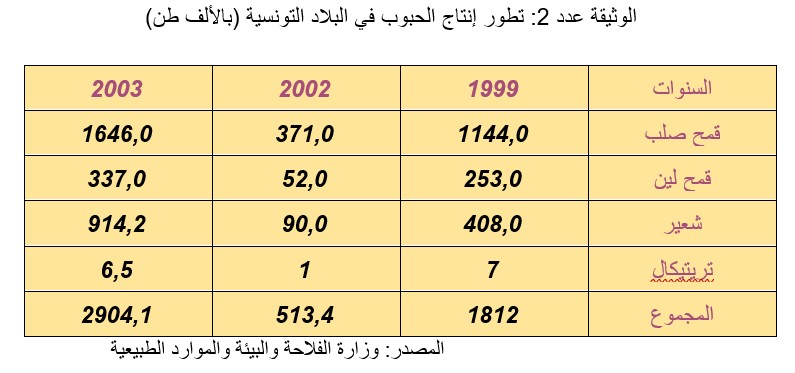 الوثيقة عدد 2: تطور إنتاج الحبوب في البلاد التونسية (بالألف طن)
السنوات 1999 2002 2003
قمح صلب 1144,0 371,0 1646,0
قمح لين 253,0 52,0 337,0
شعير 408,0 90,0 914,2
تريتيكال 7 1 6,5
المجموع 1812 513,4 2904,1
المصدر: وزارة الفلاحة والبيئة والموارد الطبيعية